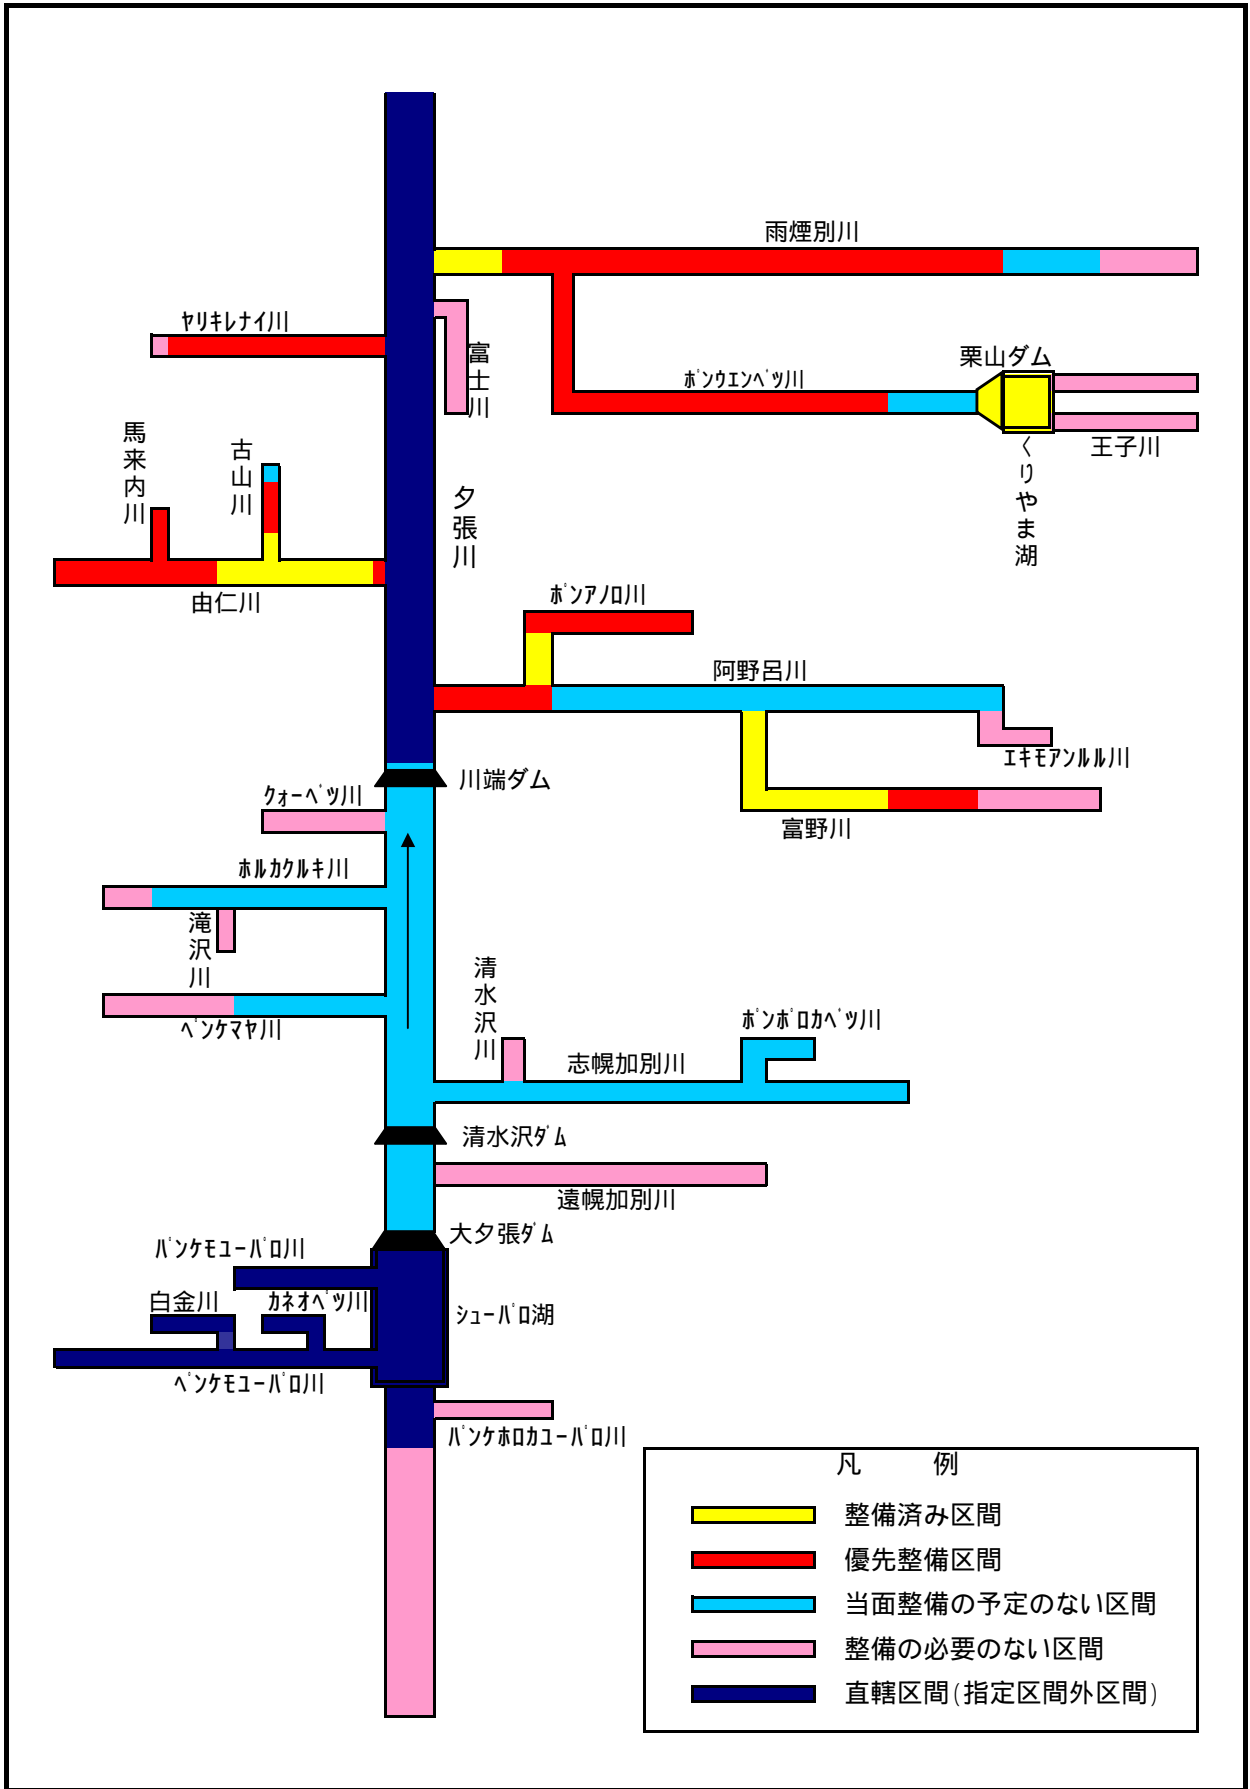 雨煙別川
ﾔﾘｷﾚﾅｲ川
富士川
栗山ダム
ﾎﾟﾝｳｴﾝﾍﾞﾂ川
王子川
くりやま湖
馬来内川
古山川
夕張川
由仁川
ﾎﾟﾝｱﾉﾛ川
阿野呂川
ｴｷﾓｱﾝﾙﾙ川
川端ダム
ｸｫｰﾍﾞﾂ川
富野川
ﾎﾙｶｸﾙｷ川
滝沢川
清水沢川
ﾍﾟﾝｹﾏﾔ川
ﾎﾟﾝﾎﾟﾛｶﾍﾞﾂ川
志幌加別川
清水沢ﾀﾞﾑ
遠幌加別川
大夕張ﾀﾞﾑ
ﾊﾟﾝｹﾓﾕｰﾊﾟﾛ川
白金川
ｶﾈｵﾍﾞﾂ川
ｼｭｰﾊﾟﾛ湖
ﾍﾟﾝｹﾓﾕｰﾊﾟﾛ川
ﾊﾟﾝｹﾎﾛｶﾕｰﾊﾟﾛ川
凡　例
整備済み区間
優先整備区間
当面整備の予定のない区間
整備の必要のない区間
直轄区間(指定区間外区間)